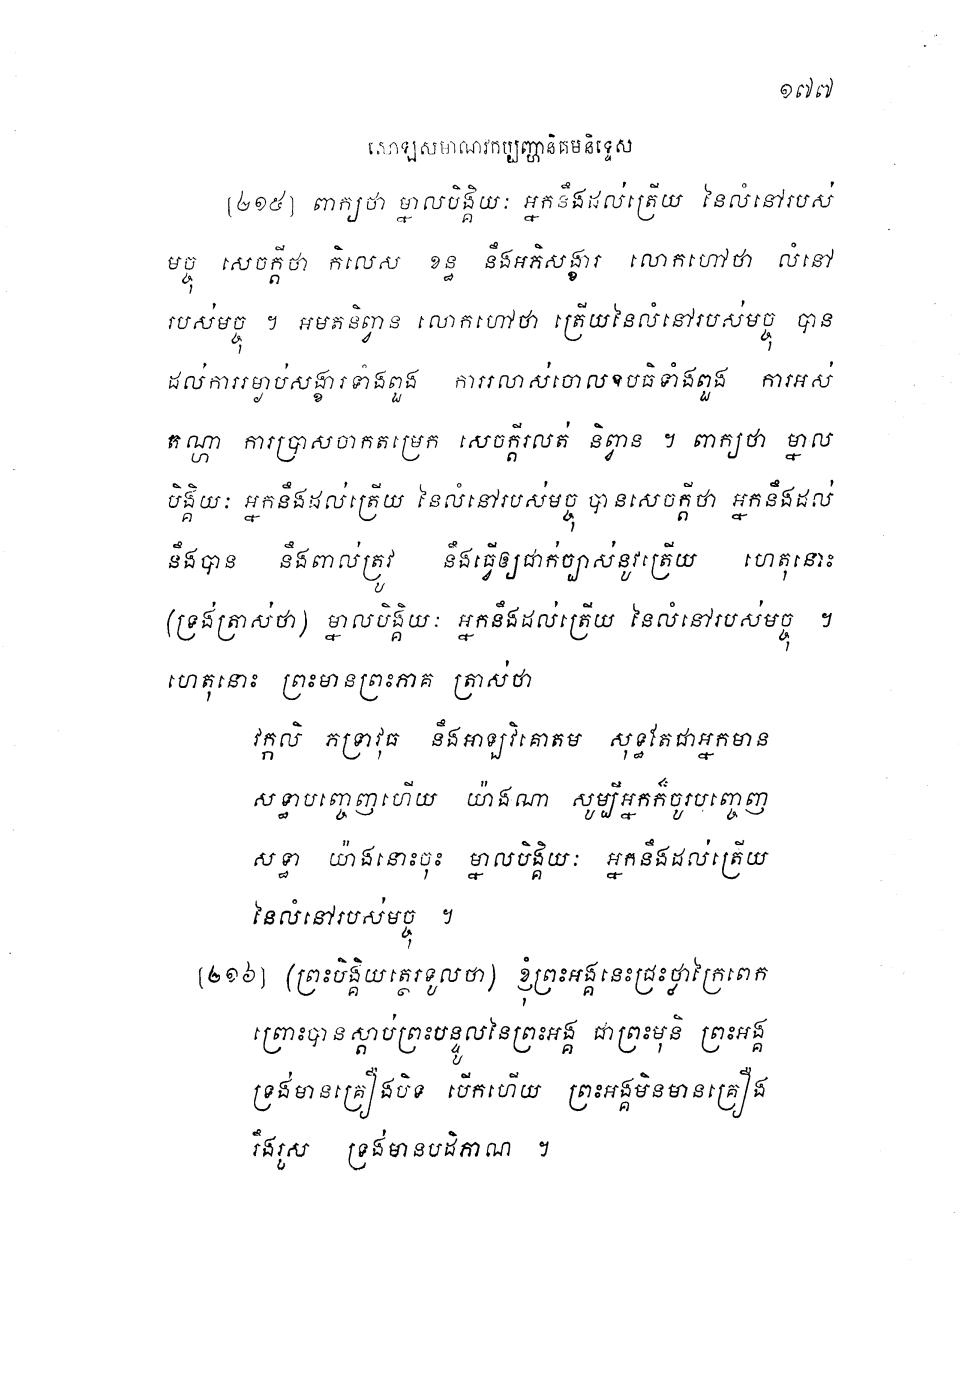 ១៧៧
សោឡសមាណវកប្បញ្ហានិគមនិទ្ទេស
[២១៥] ពាក្យថា ម្នាលបិង្គិយៈ អ្នកនឹងដល់ត្រើយ នៃលំនៅរបស់
មច្ចុ សេចក្តីថា កិលេស ខន្ធ នឹងអភិសង្ខារ លោកហៅថា លំនៅ
របស់មច្ចុ ។ អមតនិព្វាន លោកហៅថា ត្រើយនៃលំនៅរបស់មច្ចុ បាន
ដល់ការរម្ងាប់សង្ខារទាំងពួង ការរលាស់ចោលឧបធិទាំងពួង ការអស់
តណ្ហា ការប្រាសចាកតម្រេក សេចក្តីរលត់ និព្វាន ។ ពាក្យថា ម្នាល
បិង្គិយៈ អ្នកនឹងដល់ត្រើយ នៃលំនៅរបស់មច្ចុ បានសេចក្តីថា អ្នកនឹងដល់
នឹងបាន នឹងពាល់ត្រូវ នឹងធ្វើឲ្យជាក់ច្បាស់នូវត្រើយ ហេតុនោះ
(ទ្រង់ត្រាស់ថា) ម្នាលបិង្គិយៈ អ្នកនឹងដល់ត្រើយ នៃលំនៅរបស់មច្ចុ ។
ហេតុនោះ ព្រះមានព្រះភាគ ត្រាស់ថា
វក្កលិ ភទ្រាវុធ នឹងអាឡវិគោតម សុទ្ធតែជាអ្នកមាន
សទ្ធាបញ្ចេញហើយ យ៉ាងណា សូម្បីអ្នកក៏ចូរបញ្ចេញ
សទ្ធា យ៉ាងនោះចុះ ម្នាលបិង្គិយៈ អ្នកនឹងដល់ត្រើយ
នៃលំនៅរបស់មច្ចុ ។
[២១៦] (ព្រះបិង្គិយត្ថេរទូលថា) ខ្ញុំព្រះអង្គនេះជ្រះថ្លាក្រៃពេក
ព្រោះបានស្តាប់ព្រះបន្ទូលនៃព្រះអង្គ ជាព្រះមុនិ ព្រះអង្គ
ទ្រង់មានគ្រឿងបិទ បើកហើយ ព្រះអង្គមិនមានគ្រឿង
រឹងរូស ទ្រង់មានបដិភាណ ។